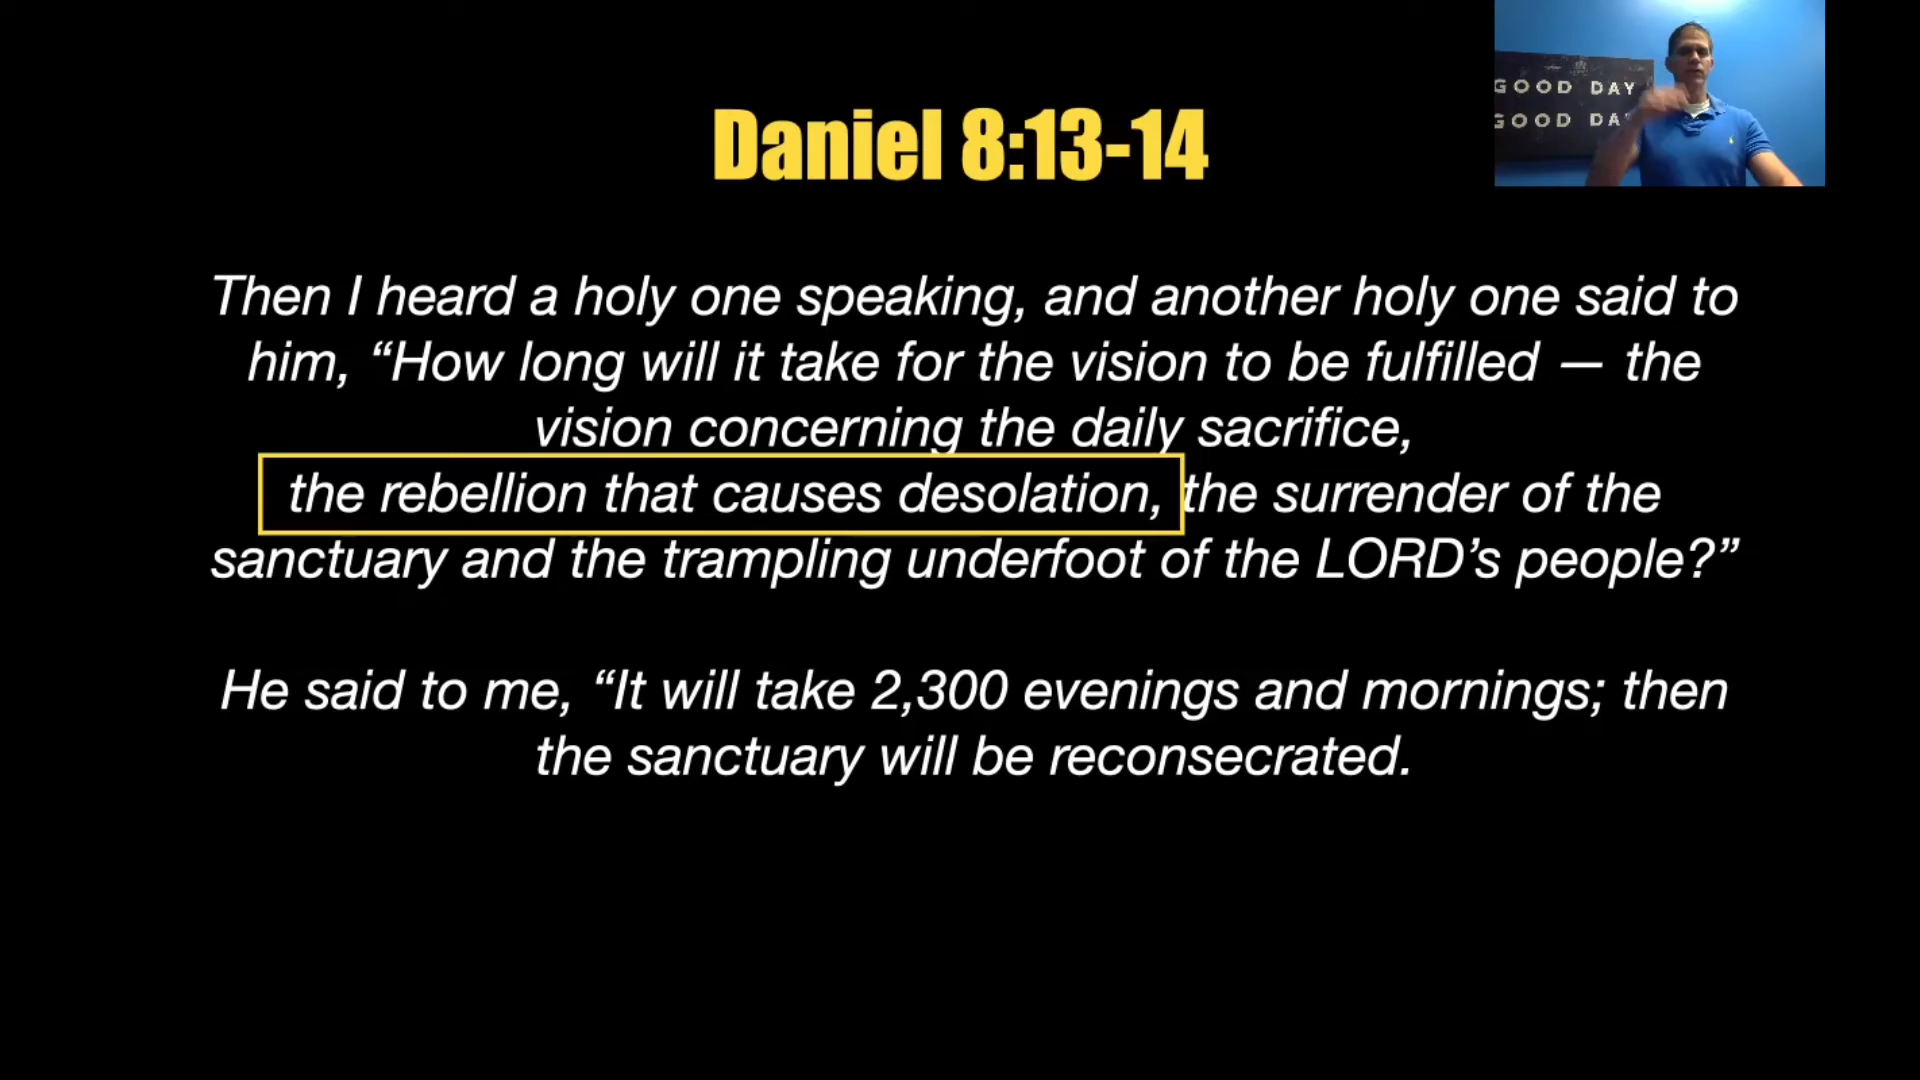 Daniel 8:13-14
GOOD DAY
GOOD DA
Then I heard a holy one speaking, and another holy one said to
him, “How long will it take for the vision to be fulfilled — the
vision concerning the daily sacrifice,
the rebellion that causes desolation, the surrender of the
sanctuary and the trampling underfoot of the LORD’s people?”
He said to me, “It will take 2,300 evenings and mornings; then
the sanctuary will be reconsecrated.